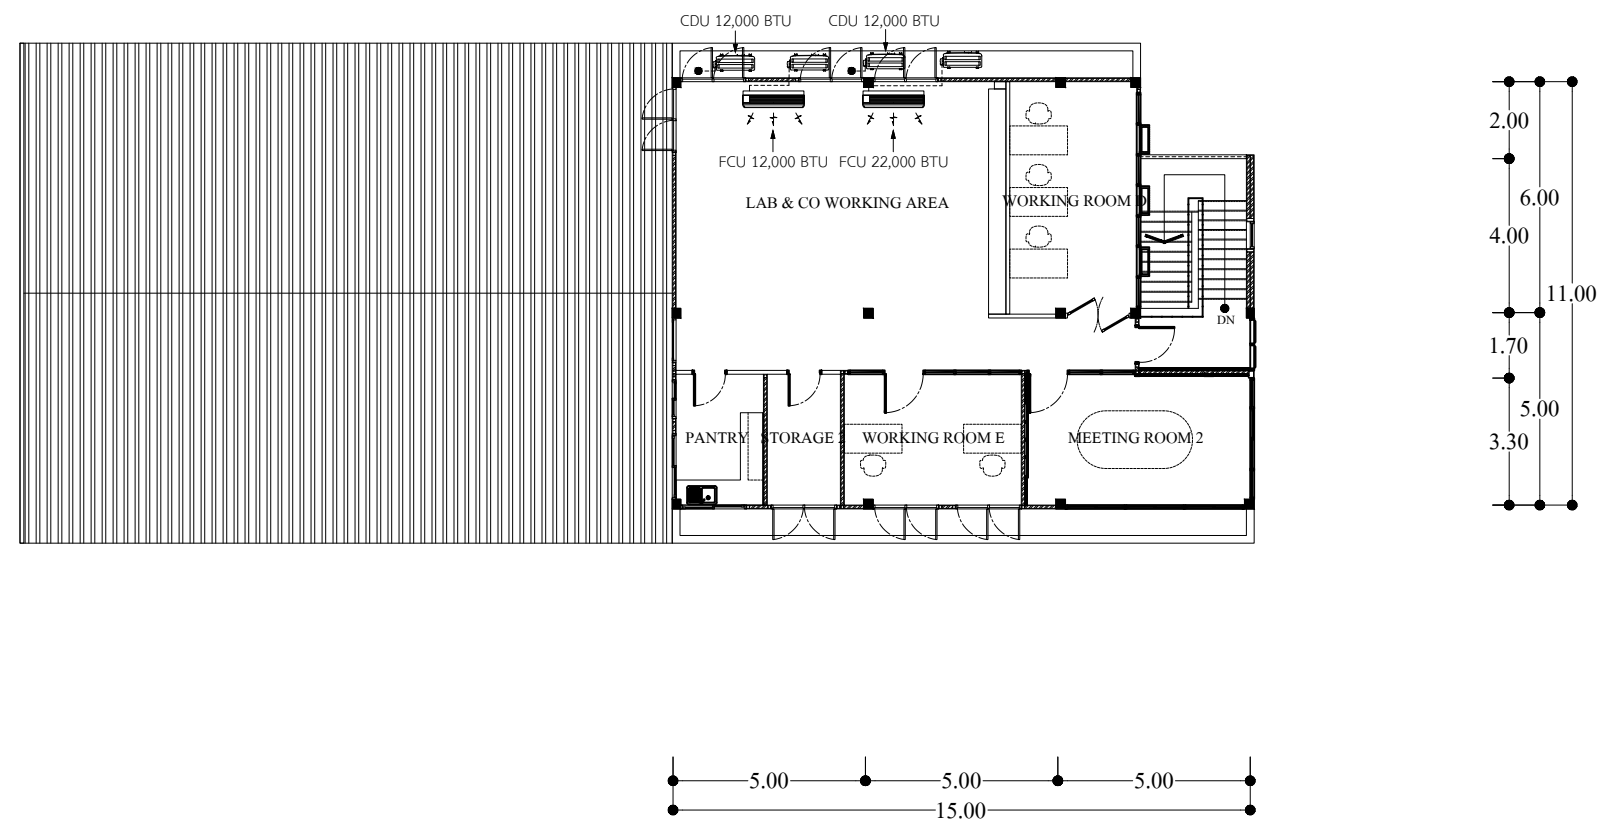 CDU 12,000 BTU
CDU 12,000 BTU
FCU 12,000 BTU
FCU 22,000 BTU
LAB & CO WORKING AREA
WORKING ROOM D
DN
PANTRY
STORAGE 2
WORKING ROOM E
MEETING ROOM 2
2.00
6.00
4.00
11.00
1.70
5.00
3.30
5.00
5.00
5.00
15.00